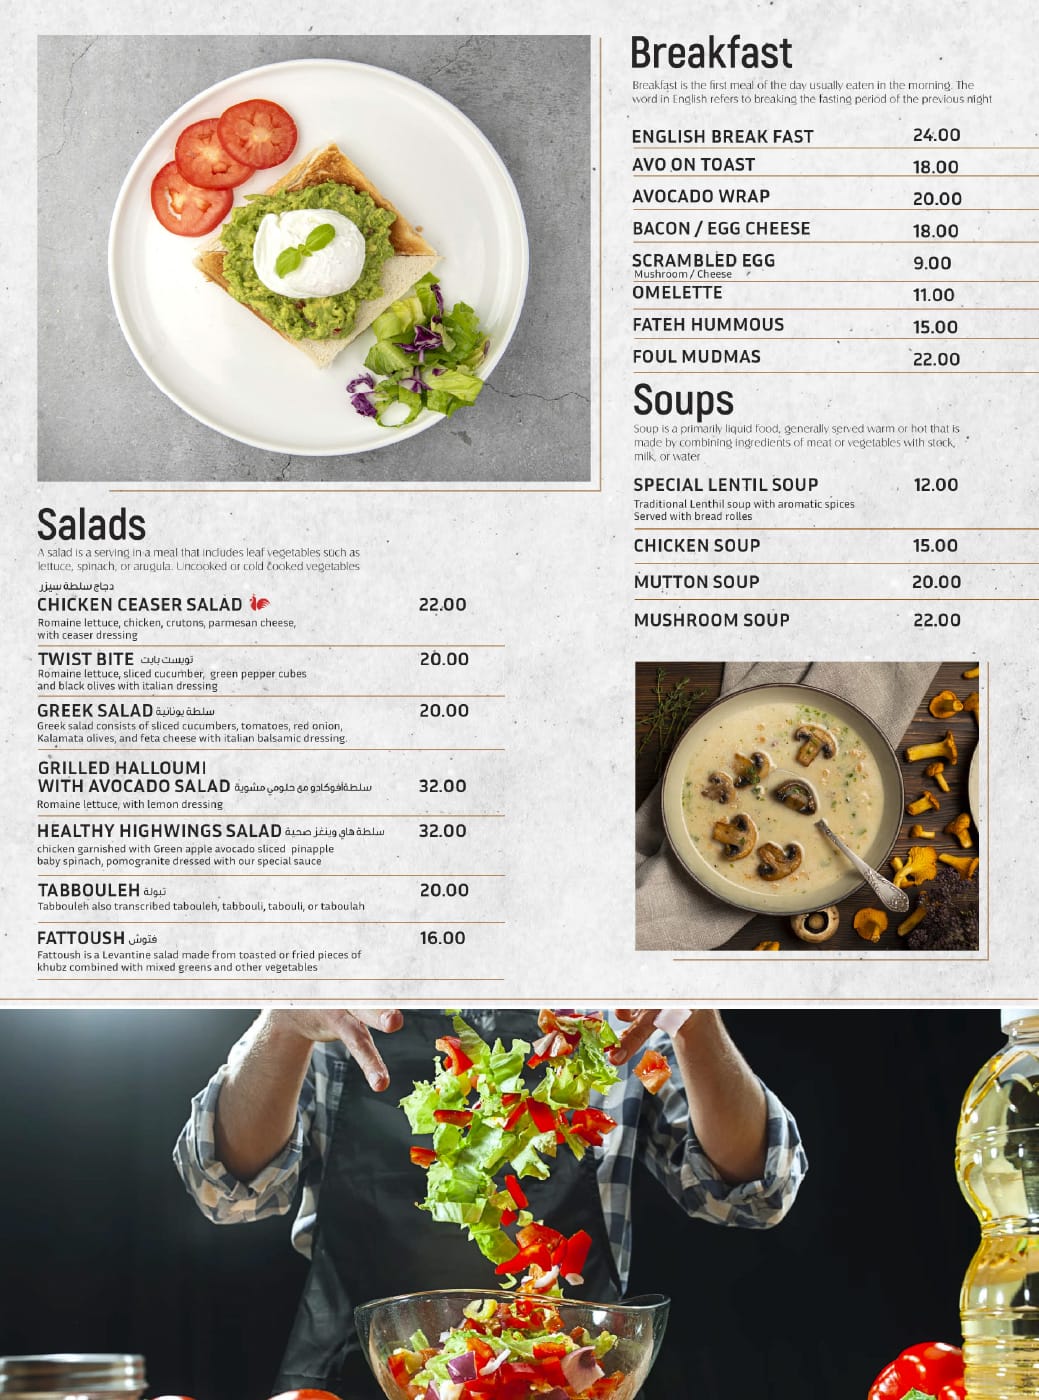 Breakfast
Breakfast is the first meal of the day usually eaten in the morning. The
word in English refers to breaking the fasting period of the previous night
ENGLISH BREAK FAST 24.00
AVO ON TOAST 18.00
AVOCADO WRAP 20.00
BACON / EGG CHEESE 18.00
SCRAMBLED EGG 9.00
Mushroom / Cheese
OMELETTE 11.00
FATEH HUMMOUS 15.00
FOUL MUDMAS 22.00
Soups
Soup is a primarily liquid food, generally served warm or hot that is
made by combining ingredients of meat or vegetables with stock,
milk, or water
SPECIAL LENTIL SOUP 12.00
Traditional Lenthil soup with aromatic spices
Served with bread rolles
CHICKEN SOUP 15.00
MUTTON SOUP 20.00
MUSHROOM SOUP 22.00
Salads
A salad is a serving in a meal that includes leaf vegetables such as
lettuce, spinach, or arugula. Uncooked or cold cooked vegetables
دجاج سلطة سيزر
CHICKEN CEASER SALAD 22.00
Romaine lettuce, chicken, crutons, parmesan cheese,
with ceaser dressing
TWIST BITE تويست بايت 20.00
Romaine lettuce, sliced cucumber, green pepper cubes
and black olives with italian dressing
GREEK SALAD سلطة يونانية 20.00
Greek salad consists of sliced cucumbers, tomatoes, red onion,
Kalamata olives, and feta cheese with italian balsamic dressing.
GRILLED HALLOUMI
WITH AVOCADO SALAD سلطةأفوكادو مع حلومي مشوية 32.00
Romaine lettuce, with lemon dressing
HEALTHY HIGHWINGS SALAD سلطة هاي وينغز صحية 32.00
chicken garnished with Green apple avocado sliced pinapple
baby spinach, pomogranite dressed with our special sauce
TABBOULEH تبولة 20.00
Tabbouleh also transcribed tabouleh, tabbouli, tabouli, or taboulah
FATTOUSH فتوش 16.00
Fattoush is a Levantine salad made from toasted or fried pieces of
khubz combined with mixed greens and other vegetables